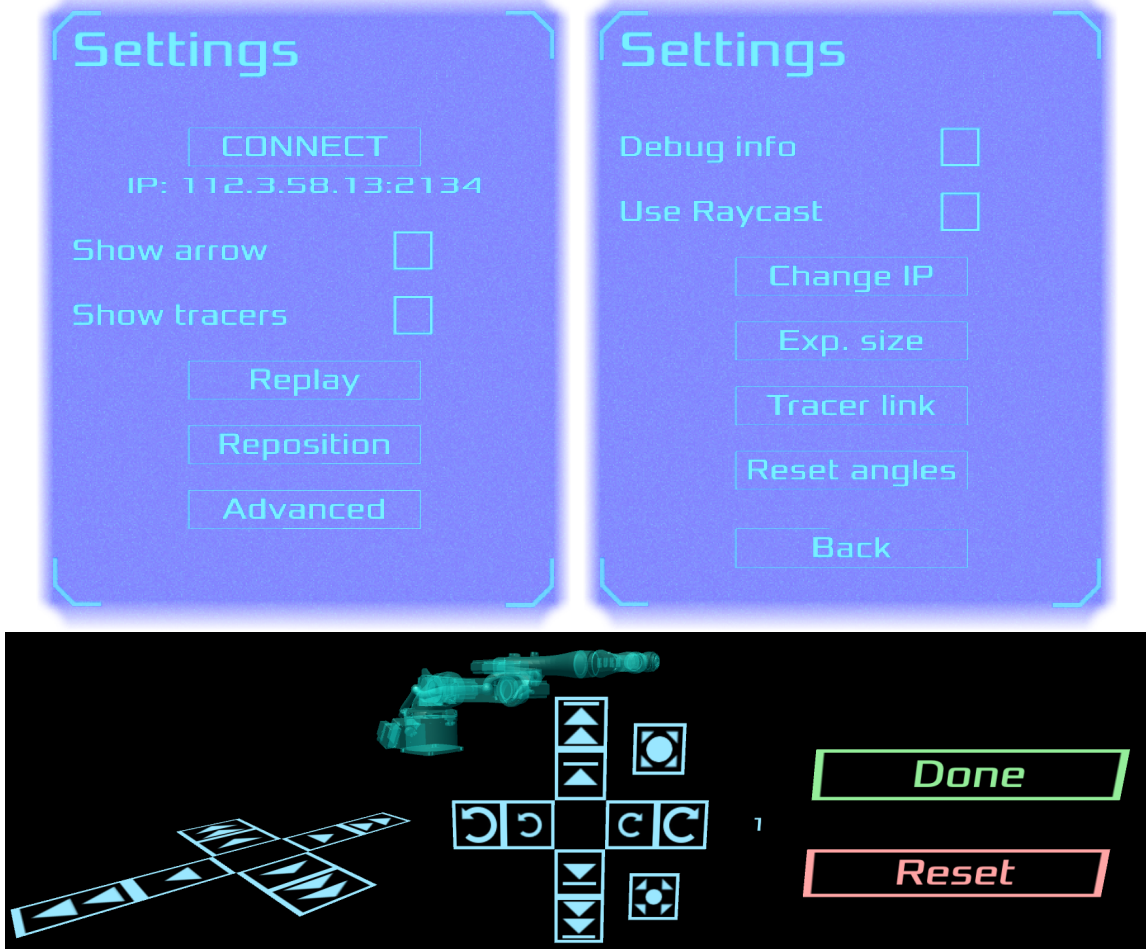 Settings
CONNECT
IP: 112.3.58.13:2134
Show arrow
Show tracers
Replay
Reposition
Advanced
Settings
Debug info
Use Raycast
Change IP
Exp. size
Tracer link
Reset angles
Back
1
Done
Reset